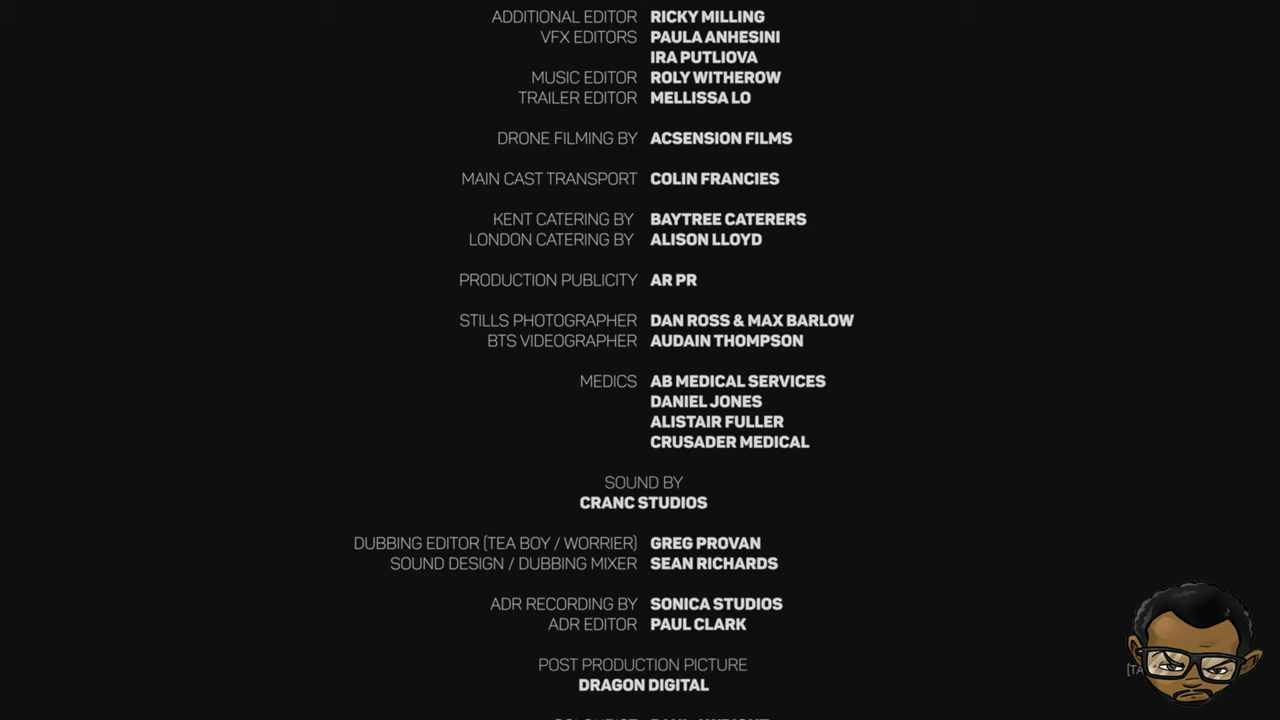 ADDITIONAL EDITOR RICKY MILLING
VFX EDITORS PAULA ANHESINI
IRA PUTLIOVA
MUSIC EDITOR ROLY WITHEROW
TRAILER EDITOR MELLISSA LO
DRONE FILMING BY ACSENSION FILMS
MAIN CAST TRANSPORT COLIN FRANCIES
KENT CATERING BY BAYTREE CATERERS
LONDON CATERING BY ALISON LLOYD
PRODUCTION PUBLICITY AR PR
STILLS PHOTOGRAPHER DAN ROSS & MAX BARLOW
BTS VIDEOGRAPHER AUDAIN THOMPSON
MEDICS AB MEDICAL SERVICES
DANIEL JONES
ALISTAIR FULLER
CRUSADER MEDICAL
SOUND BY
CRANC STUDIOS
DUBBING EDITOR (TEA BOY / WORRIER) GREG PROVAN
SOUND DESIGN / DUBBING MIXER SEAN RICHARDS
ADR RECORDING BY SONICA STUDIOS
ADR EDITOR PAUL CLARK
POST PRODUCTION PICTURE
DRAGON DIGITAL